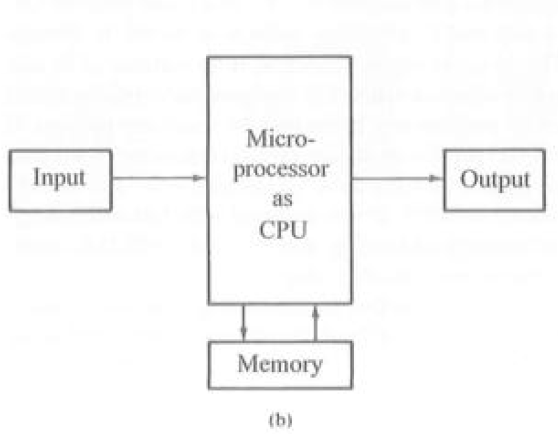 Input
Micro-
processor
as
CPU
Output
Memory
(b)